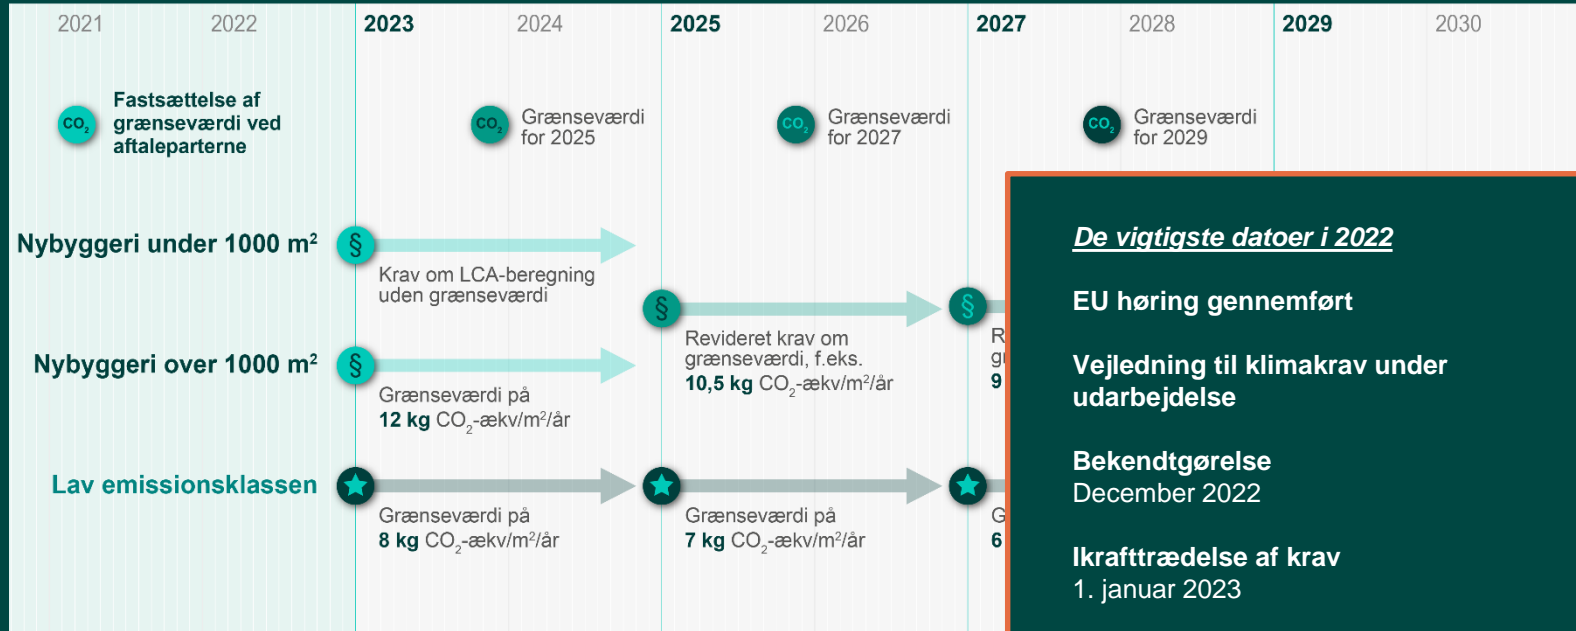 2021 2022 2023 2024 2025 2026 2027 2028 2029 2030
CO₂
Fastsættelse af
grænseværdi ved
aftaleparterne
CO₂
Grænseværdi
for 2025
CO₂
Grænseværdi
for 2027
CO₂
Grænseværdi
for 2029
Nybyggeri under 1000 m²
§
Krav om LCA-beregning
uden grænseværdi
Nybyggeri over 1000 m²
§
Grænseværdi på
12 kg CO₂-ækv/m²/år
§
Revideret krav om
grænseværdi, f.eks.
10,5 kg CO₂-ækv/m²/år
§
R
9
Lav emissionsklassen
Grænseværdi på
8 kg CO₂-ækv/m²/år
Grænseværdi på
7 kg CO₂-ækv/m²/år
G
6
De vigtigste datoer i 2022
EU høring gennemført
Vejledning til klimakrav under
udarbejdelse
Bekendtgørelse
December 2022
Ikrafttrædelse af krav
1. januar 2023